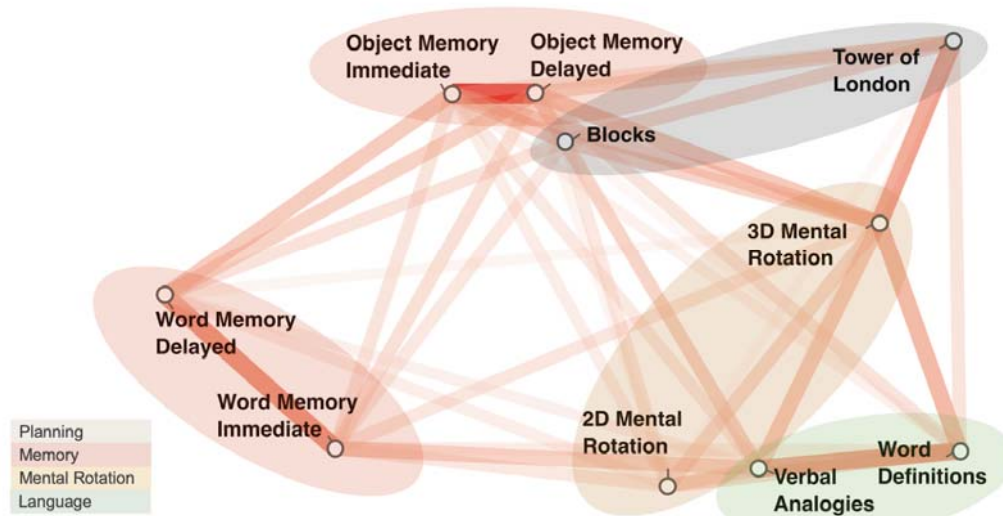 Object Memory
Immediate
Object Memory
Delayed
Tower of
London
Blocks
3D Mental
Rotation
Word Memory
Delayed
Word Memory
Immediate
2D Mental
Rotation
Verbal
Analogies
Word
Definitions
Planning
Memory
Mental Rotation
Language